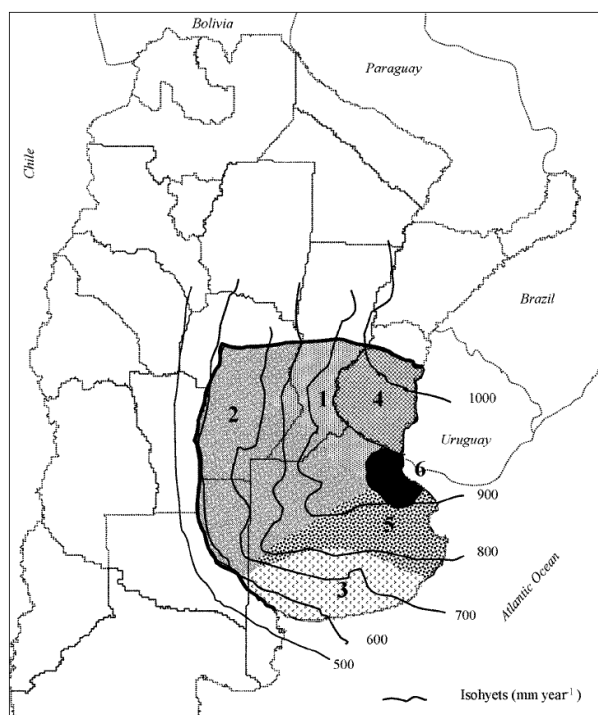 Bolivia
Paraguay
Chile
Brazil
1
2
4
1000
Uruguay
6
900
5
800
3
Atlantic Ocean
700
600
500
Isohyets (mm year⁻¹)